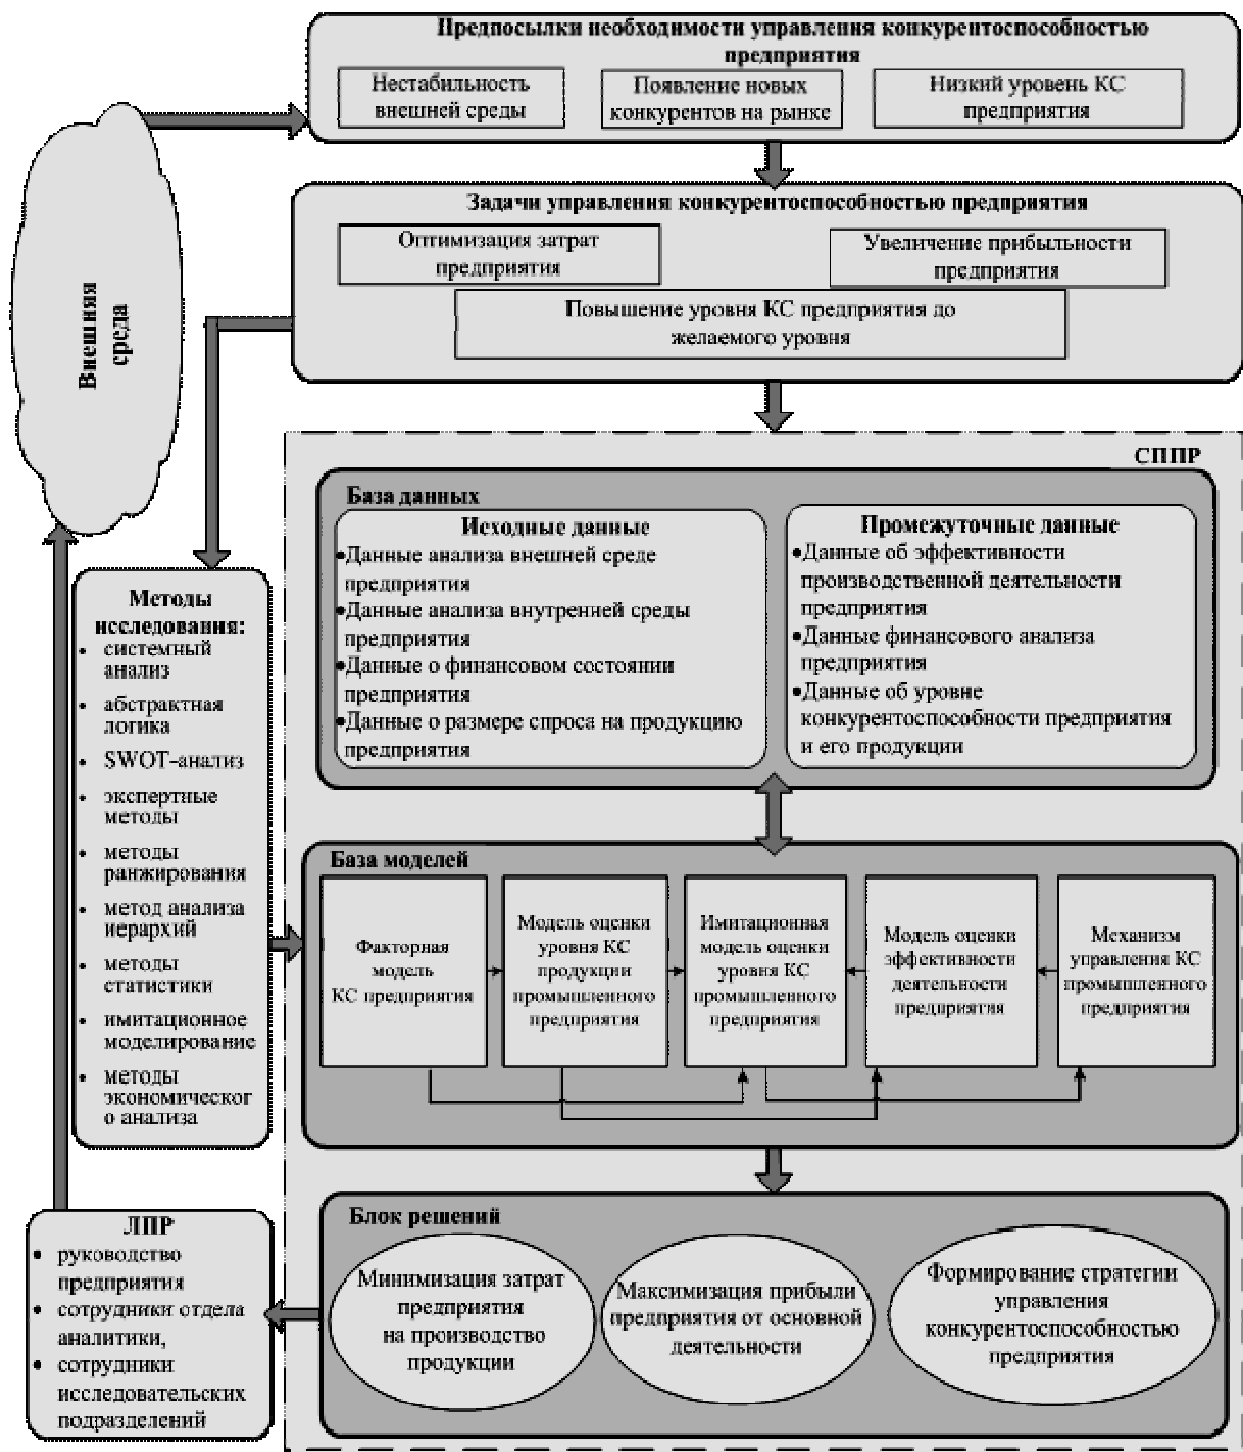 Предпосылки необходимости управления конкурентоспособностью
предприятия
Нестабильность
внешней среды
Появление новых
конкурентов на рынке
Низкий уровень КС
предприятия
Внешняя
среда
Задачи управления конкурентоспособностью предприятия
Оптимизация затрат
предприятия
Увеличение прибыльности
предприятия
Повышение уровня КС предприятия до
желаемого уровня
СППР
База данных
Исходные данные
•Данные анализа внешней среде
предприятия
•Данные анализа внутренней среды
предприятия
•Данные о финансовом состоянии
предприятия
•Данные о размере спроса на продукцию
предприятия
Промежуточные данные
•Данные об эффективности
производственной деятельности
предприятия
•Данные финансового анализа
предприятия
•Данные об уровне
конкурентоспособности предприятия
и его продукции
Методы
исследования:
• системный
анализ
• абстрактная
логика
• SWOT–анализ
• экспертные
методы
• методы
ранжирования
• метод анализа
иерархий
• методы
статистики
• имитационное
моделирование
• методы
экономическог
о анализа
База моделей
Факторная
модель
КС предприятия
Модель оценки
уровня КС
продукции
промышленного
предприятия
Имитационная
модель оценки
уровня КС
промышленного
предприятия
Модель оценки
эффективности
деятельности
предприятия
Механизм
управления КС
промышленного
предприятия
ЛПР
• руководство
предприятия
• сотрудники отдела
аналитики,
• сотрудники
исследовательских
подразделений
Блок решений
Минимизация затрат
предприятия
на производство
продукции
Максимизация прибыли
предприятия от основной
деятельности
Формирование стратегии
управления
конкурентоспособностью
предприятия